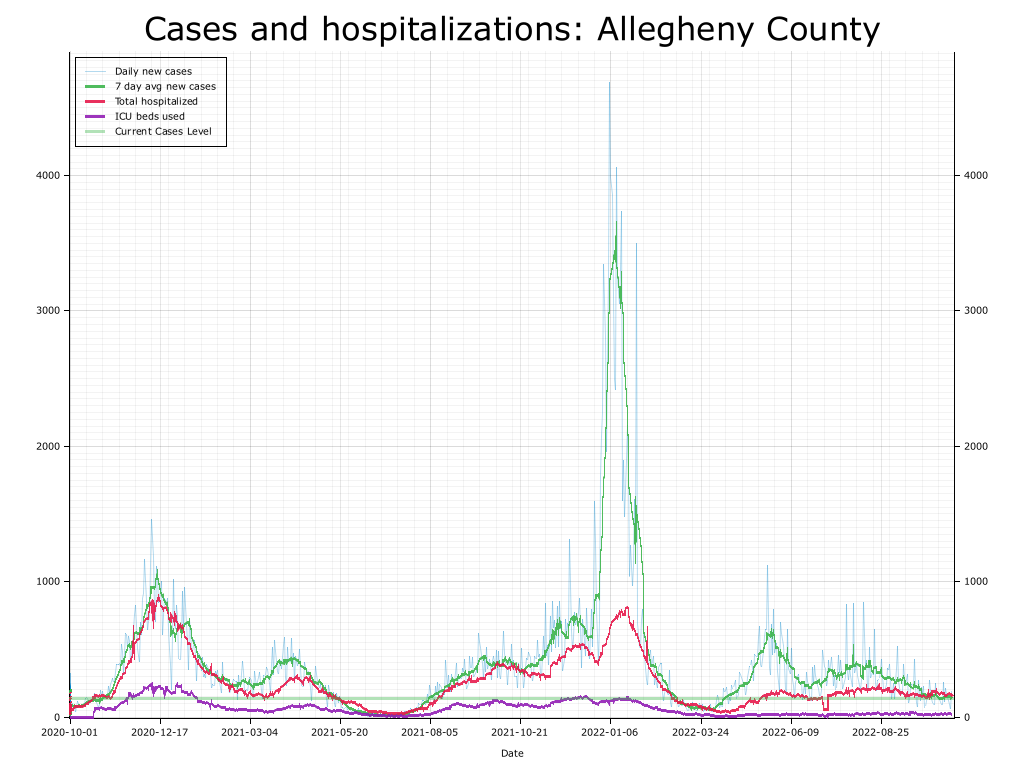 Cases and hospitalizations: Allegheny County
Daily new cases
7 day avg new cases
Total hospitalized
ICU beds used
Current Cases Level
4000 4000
3000 3000
2000 2000
1000 1000
0 0
2020-10-01 2020-12-17 2021-03-04 2021-05-20 2021-08-05 2021-10-21 2022-01-06 2022-03-24 2022-06-09 2022-08-25
Date